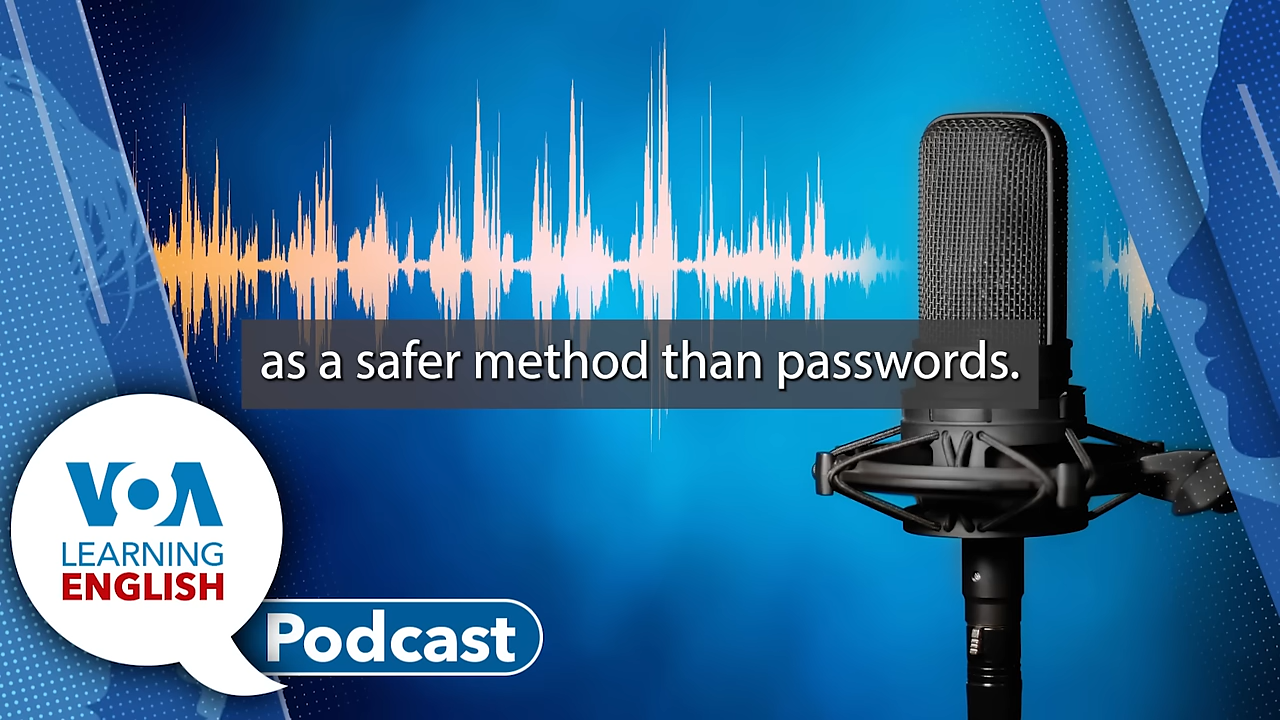 as a safer method than passwords.
VOA
LEARNING
ENGLISH
Podcast